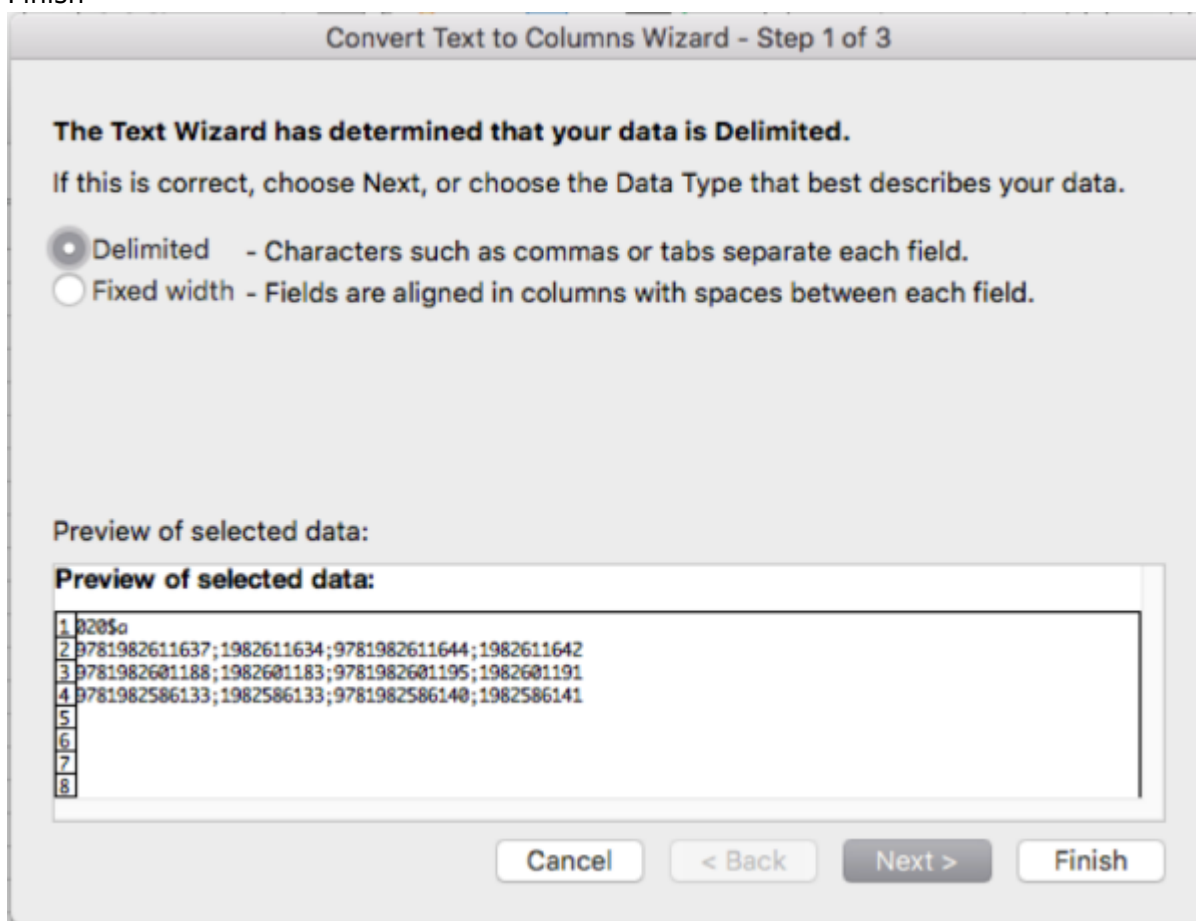 Finish
Convert Text to Columns Wizard - Step 1 of 3
The Text Wizard has determined that your data is Delimited.
If this is correct, choose Next, or choose the Data Type that best describes your data.
Delimited - Characters such as commas or tabs separate each field.
Fixed width - Fields are aligned in columns with spaces between each field.
Preview of selected data:
Preview of selected data:
1 020$a
2 9781982611637;1982611634;9781982611644;1982611642
3 9781982601188;1982601183;9781982601195;1982601191
4 9781982586133;1982586133;9781982586140;1982586141
5
6
7
8
Cancel < Back Next > Finish